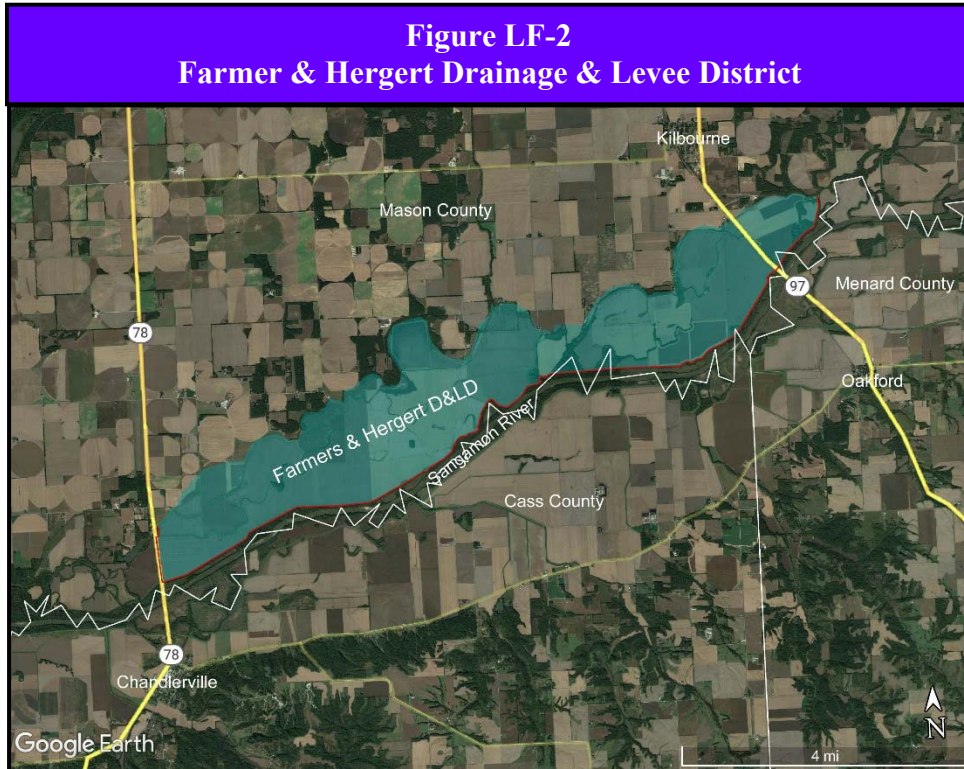 Figure LF-2
Farmer & Hergert Drainage & Levee District
Kilbourne
Mason County
Menard County
97
78
Oakford
Farmers & Hergert D&LD
Sangamon River
Cass County
78
Chandlerville
N
Google Earth
4 mi